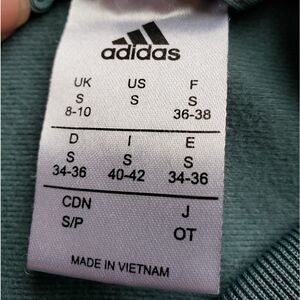 adidas
UK US F
S S S
8-10 36-38
D I E
S S S
34-36 40-42 34-36
CDN J
S/P OT
MADE IN VIETNAM